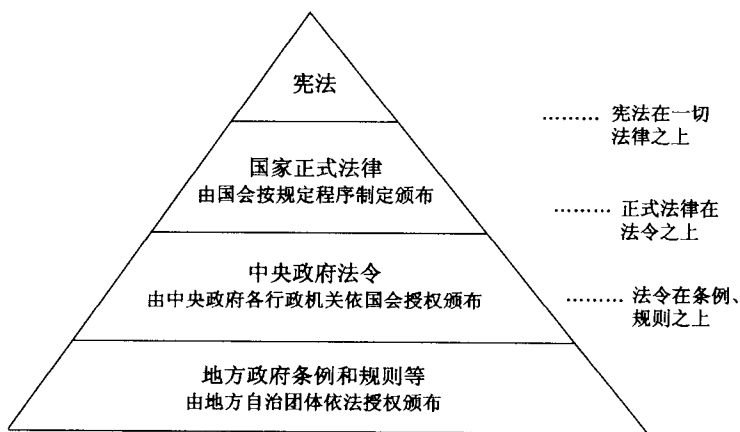 宪法
……… 宪法在一切
法律之上
国家正式法律
由国会按规定程序制定颁布
……… 正式法律在
法令之上
中央政府法令
由中央政府各行政机关依国会授权颁布
……… 法令在条例、
规则之上
地方政府条例和规则等
由地方自治团体依法授权颁布